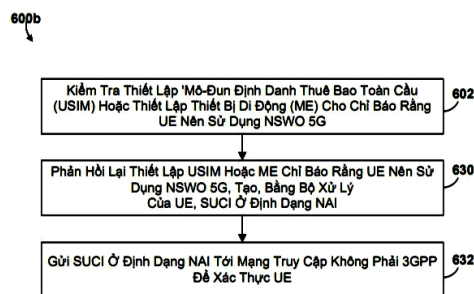 600b
Kiểm Tra Thiết Lập 'Mô-Đun Định Danh Thuê Bao Toàn Cầu
(USIM) Hoặc Thiết Lập Thiết Bị Di Động (ME) Cho Chỉ Báo Rằng
UE Nên Sử Dụng NSWO 5G
602
Phản Hồi Lại Thiết Lập USIM Hoặc ME Chỉ Báo Rằng UE Nên Sử
Dụng NSWO 5G, Tạo, Bằng Bộ Xử Lý
Của UE, SUCI Ở Định Dạng NAI
630
Gửi SUCI Ở Định Dạng NAI Tới Mạng Truy Cập Không Phải 3GPP
Để Xác Thực UE
632